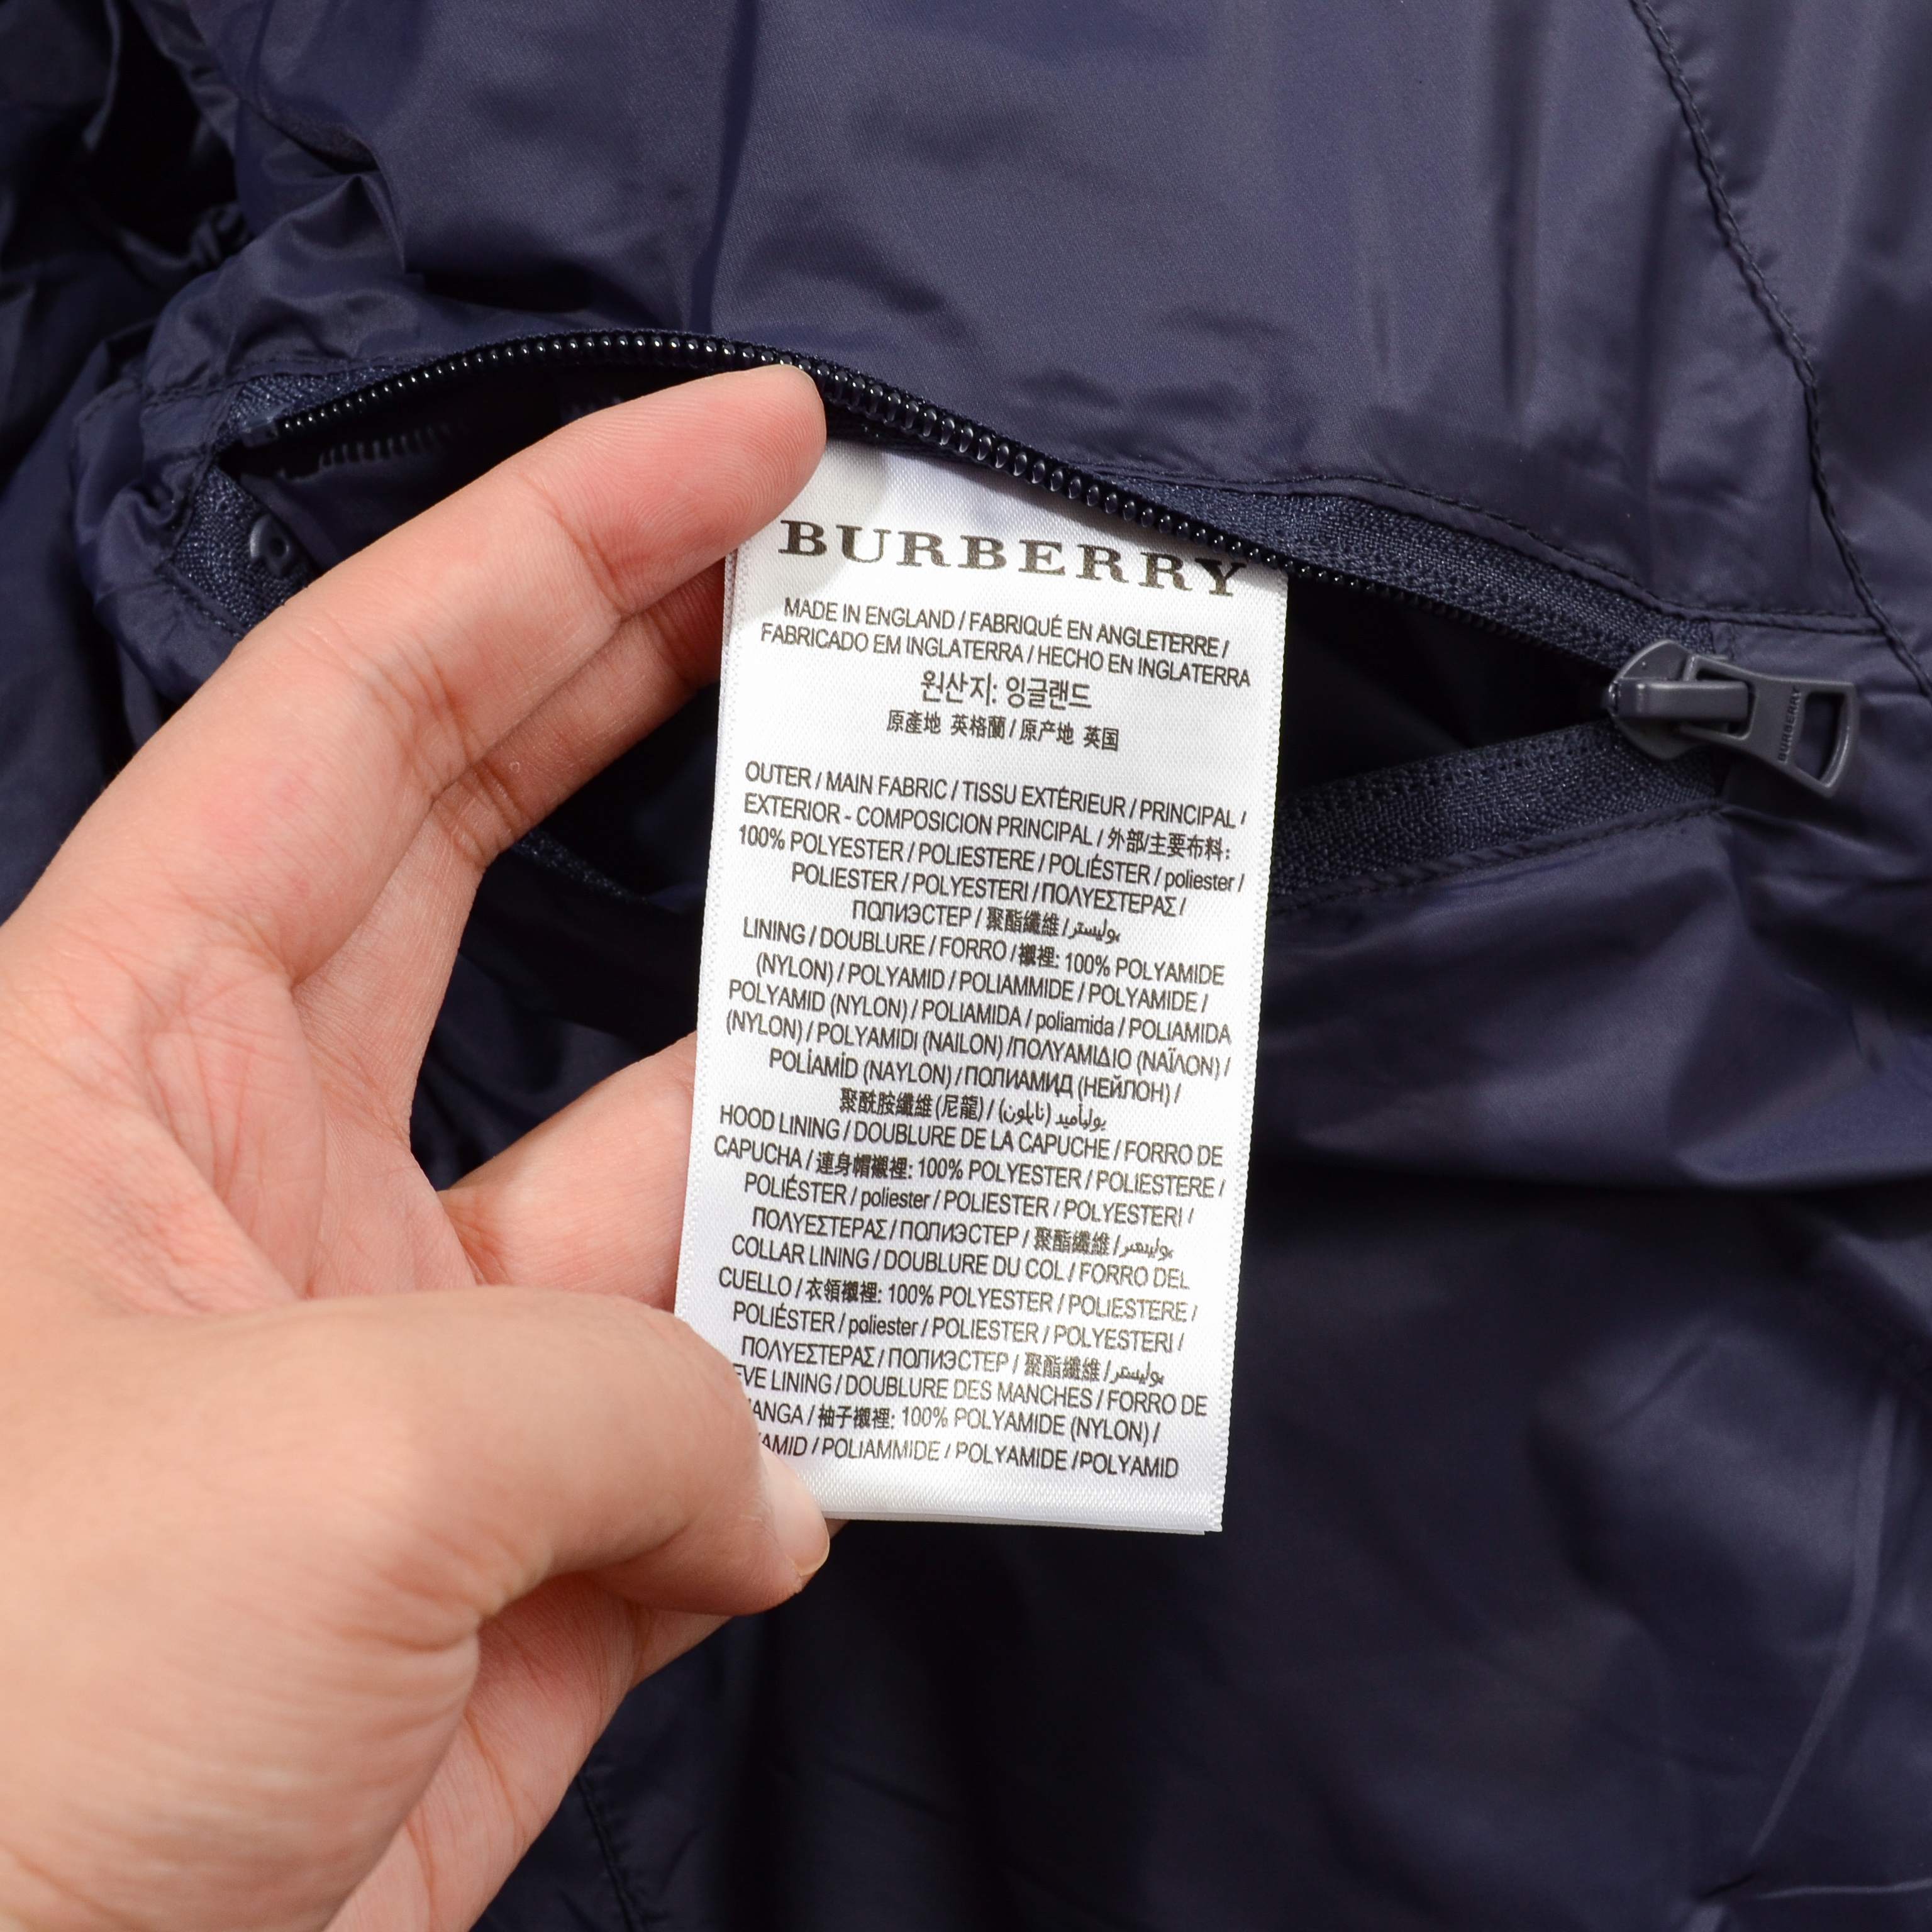 BURBERRY
MADE IN ENGLAND / FABRIQUÉ EN ANGLETERRE /
FABRICADO EM INGLATERRA / HECHO EN INGLATERRA
원산지: 잉글랜드
原產地 英格蘭 / 原产地 英国
OUTER / MAIN FABRIC / TISSU EXTÉRIEUR / PRINCIPAL /
EXTERIOR - COMPOSICION PRINCIPAL / 外部/主要布料:
100% POLYESTER / POLIESTERE / POLIÉSTER / poliester /
POLIESTER / POLYESTERI / ΠΟΛΥΕΣΤΕΡΑΣ /
ПОЛИЭСТЕР / 聚酯纖維 / بوليستر
LINING / DOUBLURE / FORRO / 襯裡: 100% POLYAMIDE
(NYLON) / POLYAMID / POLIAMMIDE / POLYAMIDE /
POLYAMID (NYLON) / POLIAMIDA / poliamida / POLIAMIDA
(NYLON) / POLYAMIDI (NAILON) /ΠΟΛΥΑΜΙΔΙΟ (ΝΑΪΛΟΝ) /
POLİAMİD (NAYLON) / ПОЛИАМИД (НЕЙЛОН) /
聚酰胺纖維 (尼龍) / بوليأميد (نايلون)
HOOD LINING / DOUBLURE DE LA CAPUCHE / FORRO DE
CAPUCHA / 連身帽襯裡: 100% POLYESTER / POLIESTERE /
POLIÉSTER / poliester / POLIESTER / POLYESTERI /
ΠΟΛΥΕΣΤΕΡΑΣ / ПОЛИЭСТЕР / 聚酯纖維 / بوليستر
COLLAR LINING / DOUBLURE DU COL / FORRO DEL
CUELLO / 衣領襯裡: 100% POLYESTER / POLIESTERE /
POLIÉSTER / poliester / POLIESTER / POLYESTERI /
ΠΟΛΥΕΣΤΕΡΑΣ / ПОЛИЭСТЕР / 聚酯纖維 / بوليستر
EVE LINING / DOUBLURE DES MANCHES / FORRO DE
ANGA / 袖子襯裡: 100% POLYAMIDE (NYLON) /
AMID / POLIAMMIDE / POLYAMIDE /POLYAMID
BURBERRY